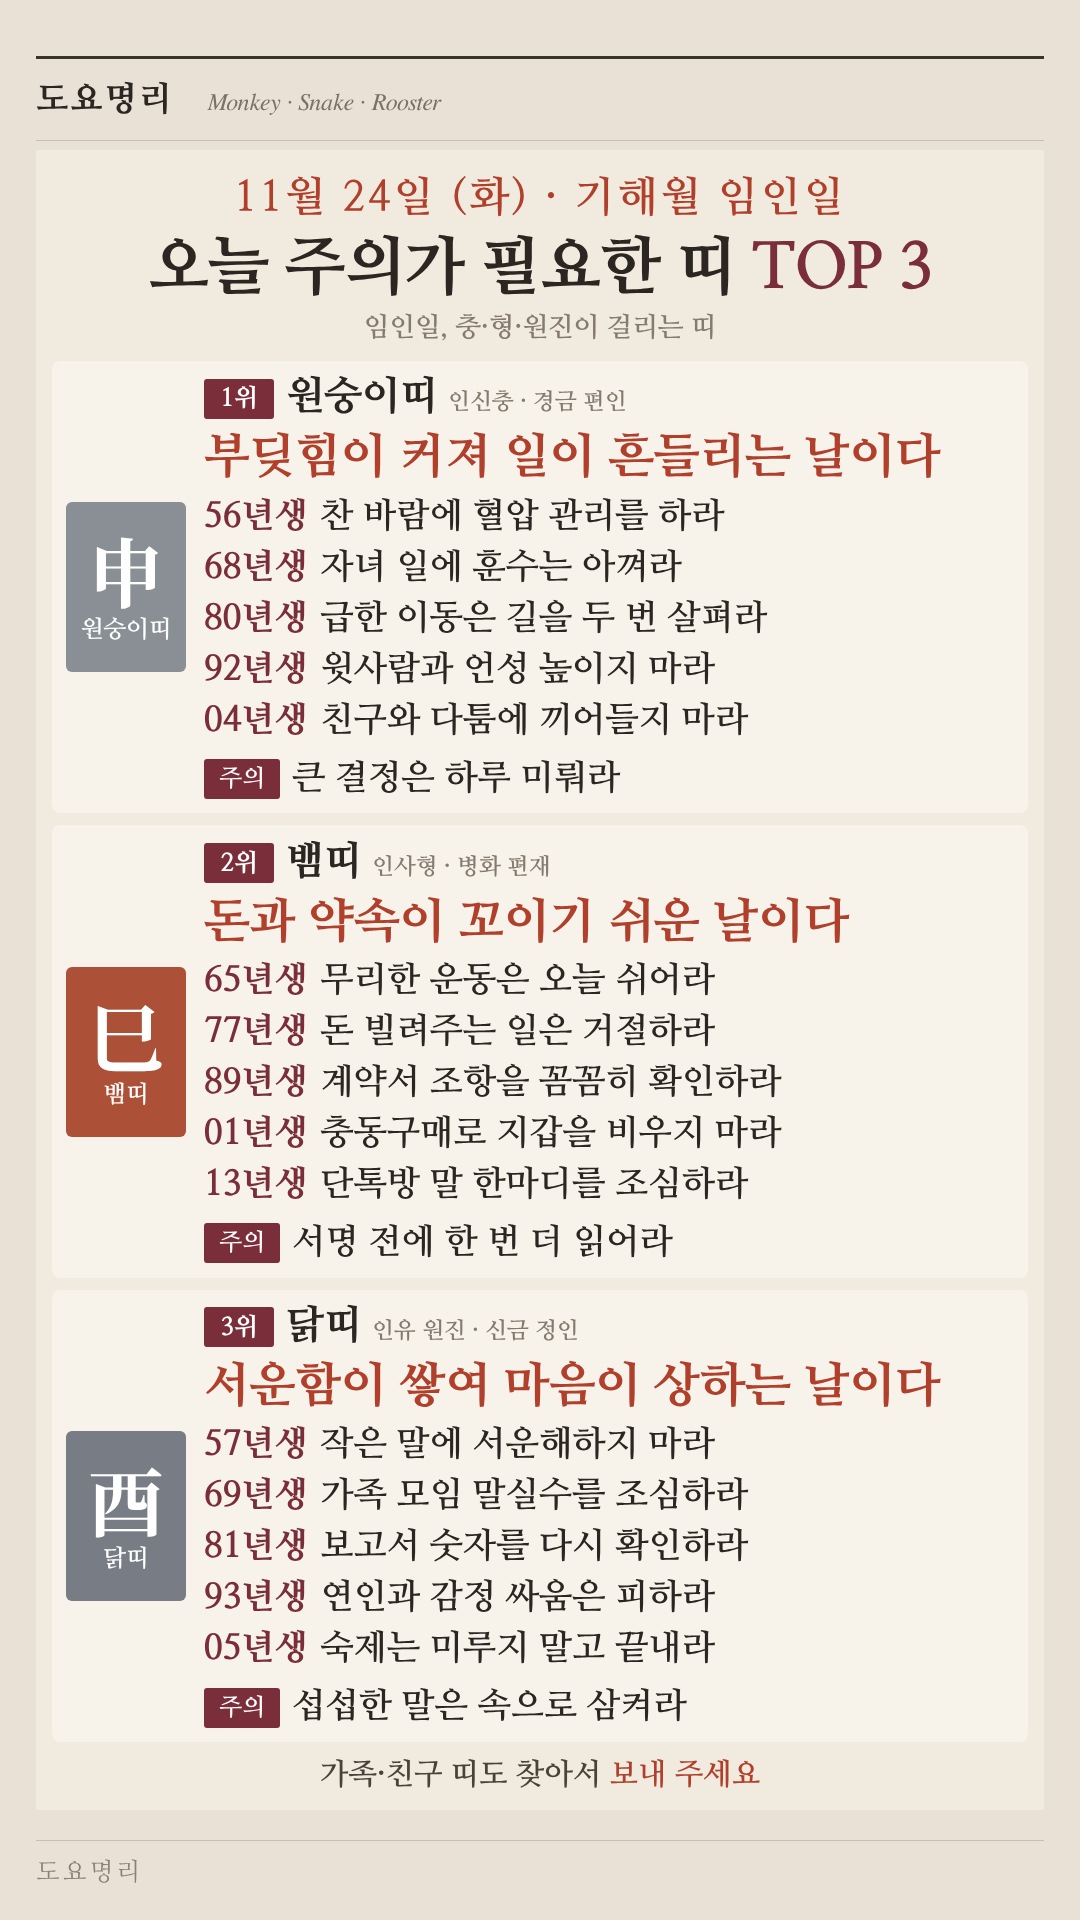 도요명리 Monkey · Snake · Rooster
11월 24일 (화) · 기해월 임인일
오늘 주의가 필요한 띠 TOP 3
임인일, 충·형·원진이 걸리는 띠
1위 원숭이띠 인신충 · 경금 편인
부딪힘이 커져 일이 흔들리는 날이다
申
원숭이띠
56년생 찬 바람에 혈압 관리를 하라
68년생 자녀 일에 훈수는 아껴라
80년생 급한 이동은 길을 두 번 살펴라
92년생 윗사람과 언성 높이지 마라
04년생 친구와 다툼에 끼어들지 마라
주의 큰 결정은 하루 미뤄라
2위 뱀띠 인사형 · 병화 편재
돈과 약속이 꼬이기 쉬운 날이다
巳
뱀띠
65년생 무리한 운동은 오늘 쉬어라
77년생 돈 빌려주는 일은 거절하라
89년생 계약서 조항을 꼼꼼히 확인하라
01년생 충동구매로 지갑을 비우지 마라
13년생 단톡방 말 한마디를 조심하라
주의 서명 전에 한 번 더 읽어라
3위 닭띠 인유 원진 · 신금 정인
서운함이 쌓여 마음이 상하는 날이다
酉
닭띠
57년생 작은 말에 서운해하지 마라
69년생 가족 모임 말실수를 조심하라
81년생 보고서 숫자를 다시 확인하라
93년생 연인과 감정 싸움은 피하라
05년생 숙제는 미루지 말고 끝내라
주의 섭섭한 말은 속으로 삼켜라
가족·친구 띠도 찾아서 보내 주세요
도요명리